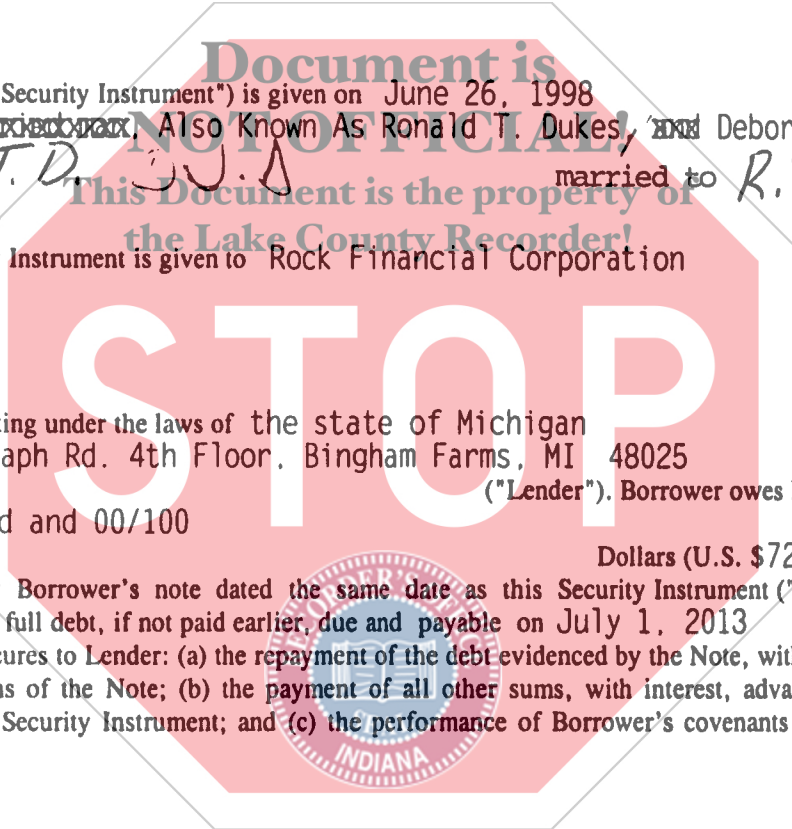 Document is
Security Instrument") is given on June 26, 1998
NOT OFFICIAL!
Also Known As Ronald T. Dukes, and Debor
T. D. J.D
married to R.
This Document is the property of
the Lake County Recorder!
Instrument is given to Rock Financial Corporation
STOP
ting under the laws of the state of Michigan
aph Rd. 4th Floor, Bingham Farms, MI 48025
("Lender"). Borrower owes
d and 00/100
Dollars (U.S. $72
Borrower's note dated the same date as this Security Instrument ("
full debt, if not paid earlier, due and payable on July 1, 2013
cures to Lender: (a) the repayment of the debt evidenced by the Note, wit
ns of the Note; (b) the payment of all other sums, with interest, adva
Security Instrument; and (c) the performance of Borrower's covenants
INDIANA